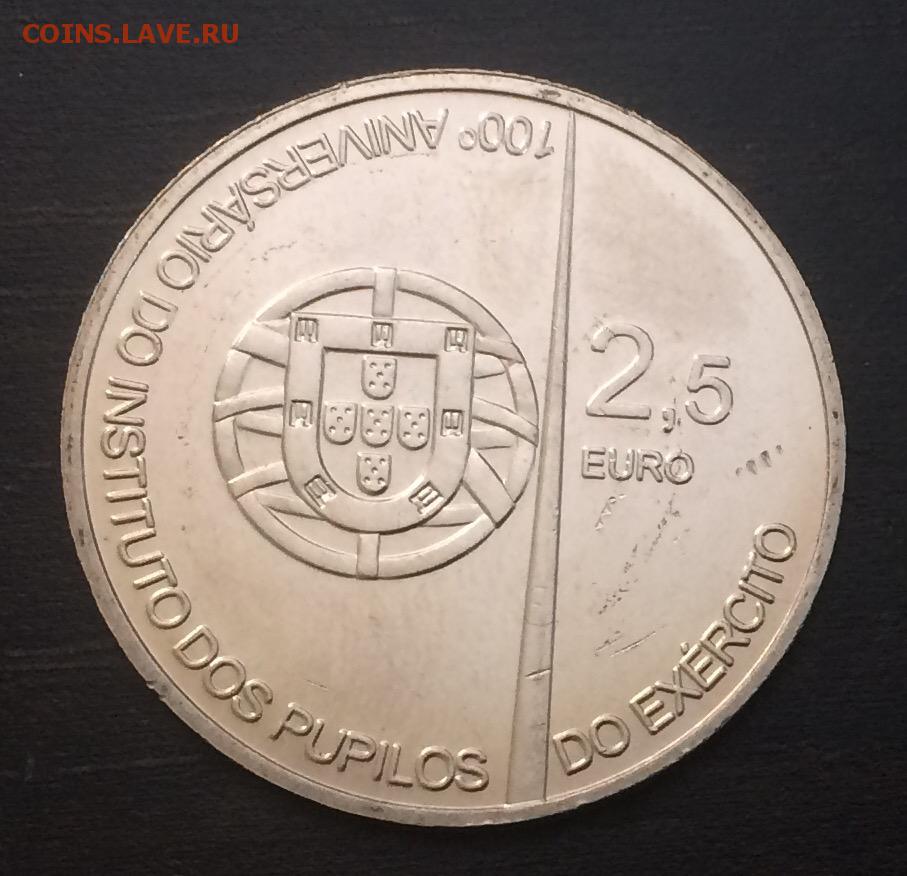 COINS.LAVE.RU
100º ANIVERSÁRIO DO INSTITUTO DOS PUPILOS DO EXÉRCITO
2,5
EURO